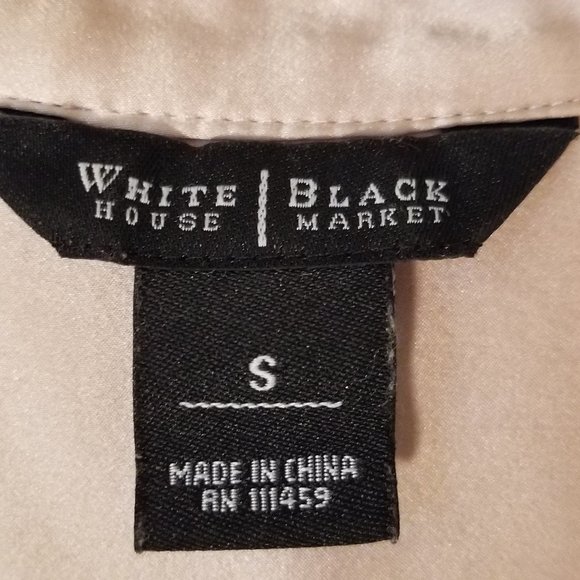 WHITE | BLACK
HOUSE | MARKET
S
MADE IN CHINA
RN 111459